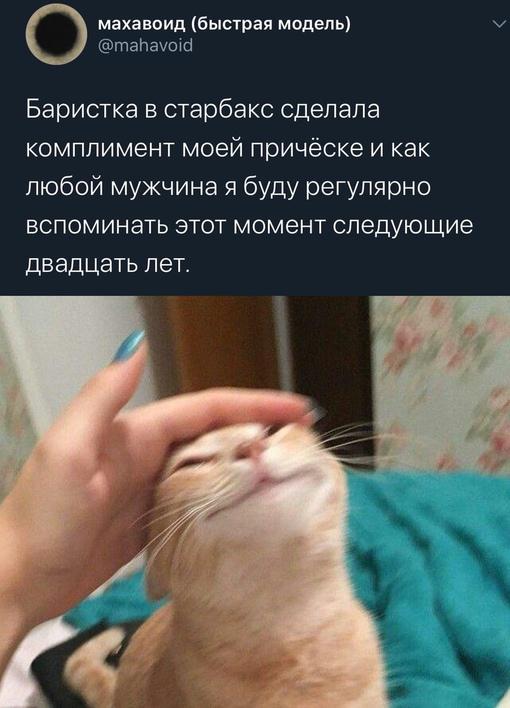 махавоид (быстрая модель)
@mahavoid
Баристка в старбакс сделала
комплимент моей причёске и как
любой мужчина я буду регулярно
вспоминать этот момент следующие
двадцать лет.